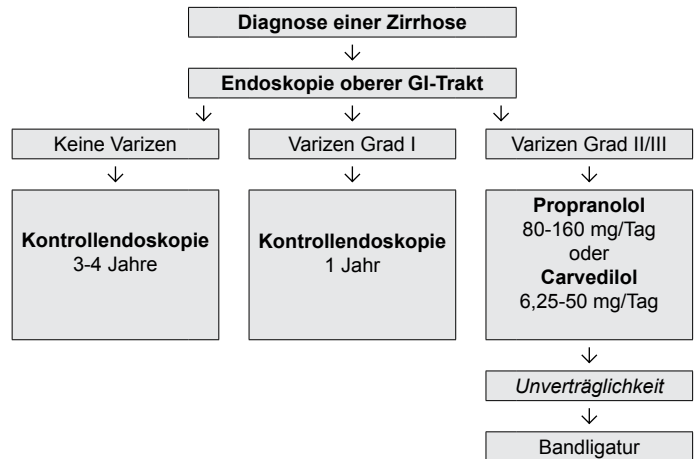 Diagnose einer Zirrhose
Endoskopie oberer GI-Trakt
Keine Varizen
Varizen Grad I
Varizen Grad II/III
Kontrollendoskopie
3-4 Jahre
Kontrollendoskopie
1 Jahr
Propranolol
80-160 mg/Tag
oder
Carvedilol
6,25-50 mg/Tag
Unverträglichkeit
Bandligatur